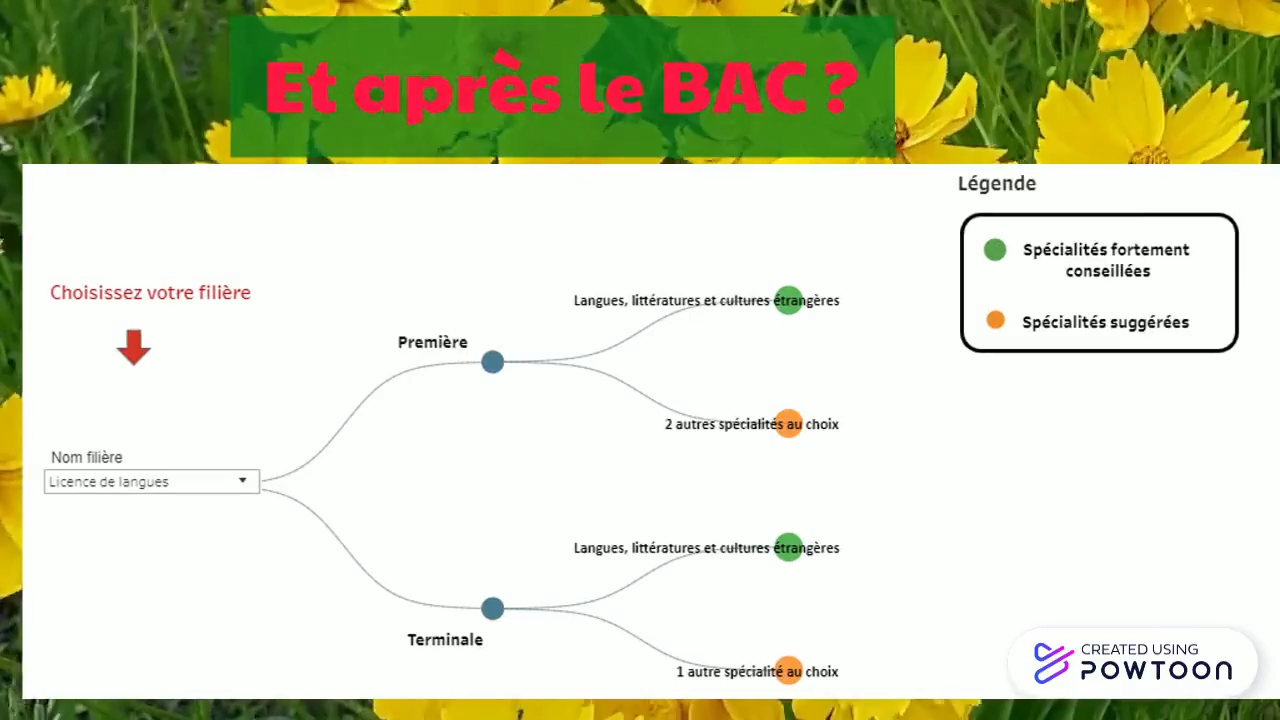 Et après le BAC ?
Légende
Spécialités fortement
conseillées
Spécialités suggérées
Choisissez votre filière
Nom filière
Licence de langues
Première
Langues, littératures et cultures étrangères
2 autres spécialités au choix
Langues, littératures et cultures étrangères
Terminale
1 autre spécialité au choix
CREATED USING
POWTOON